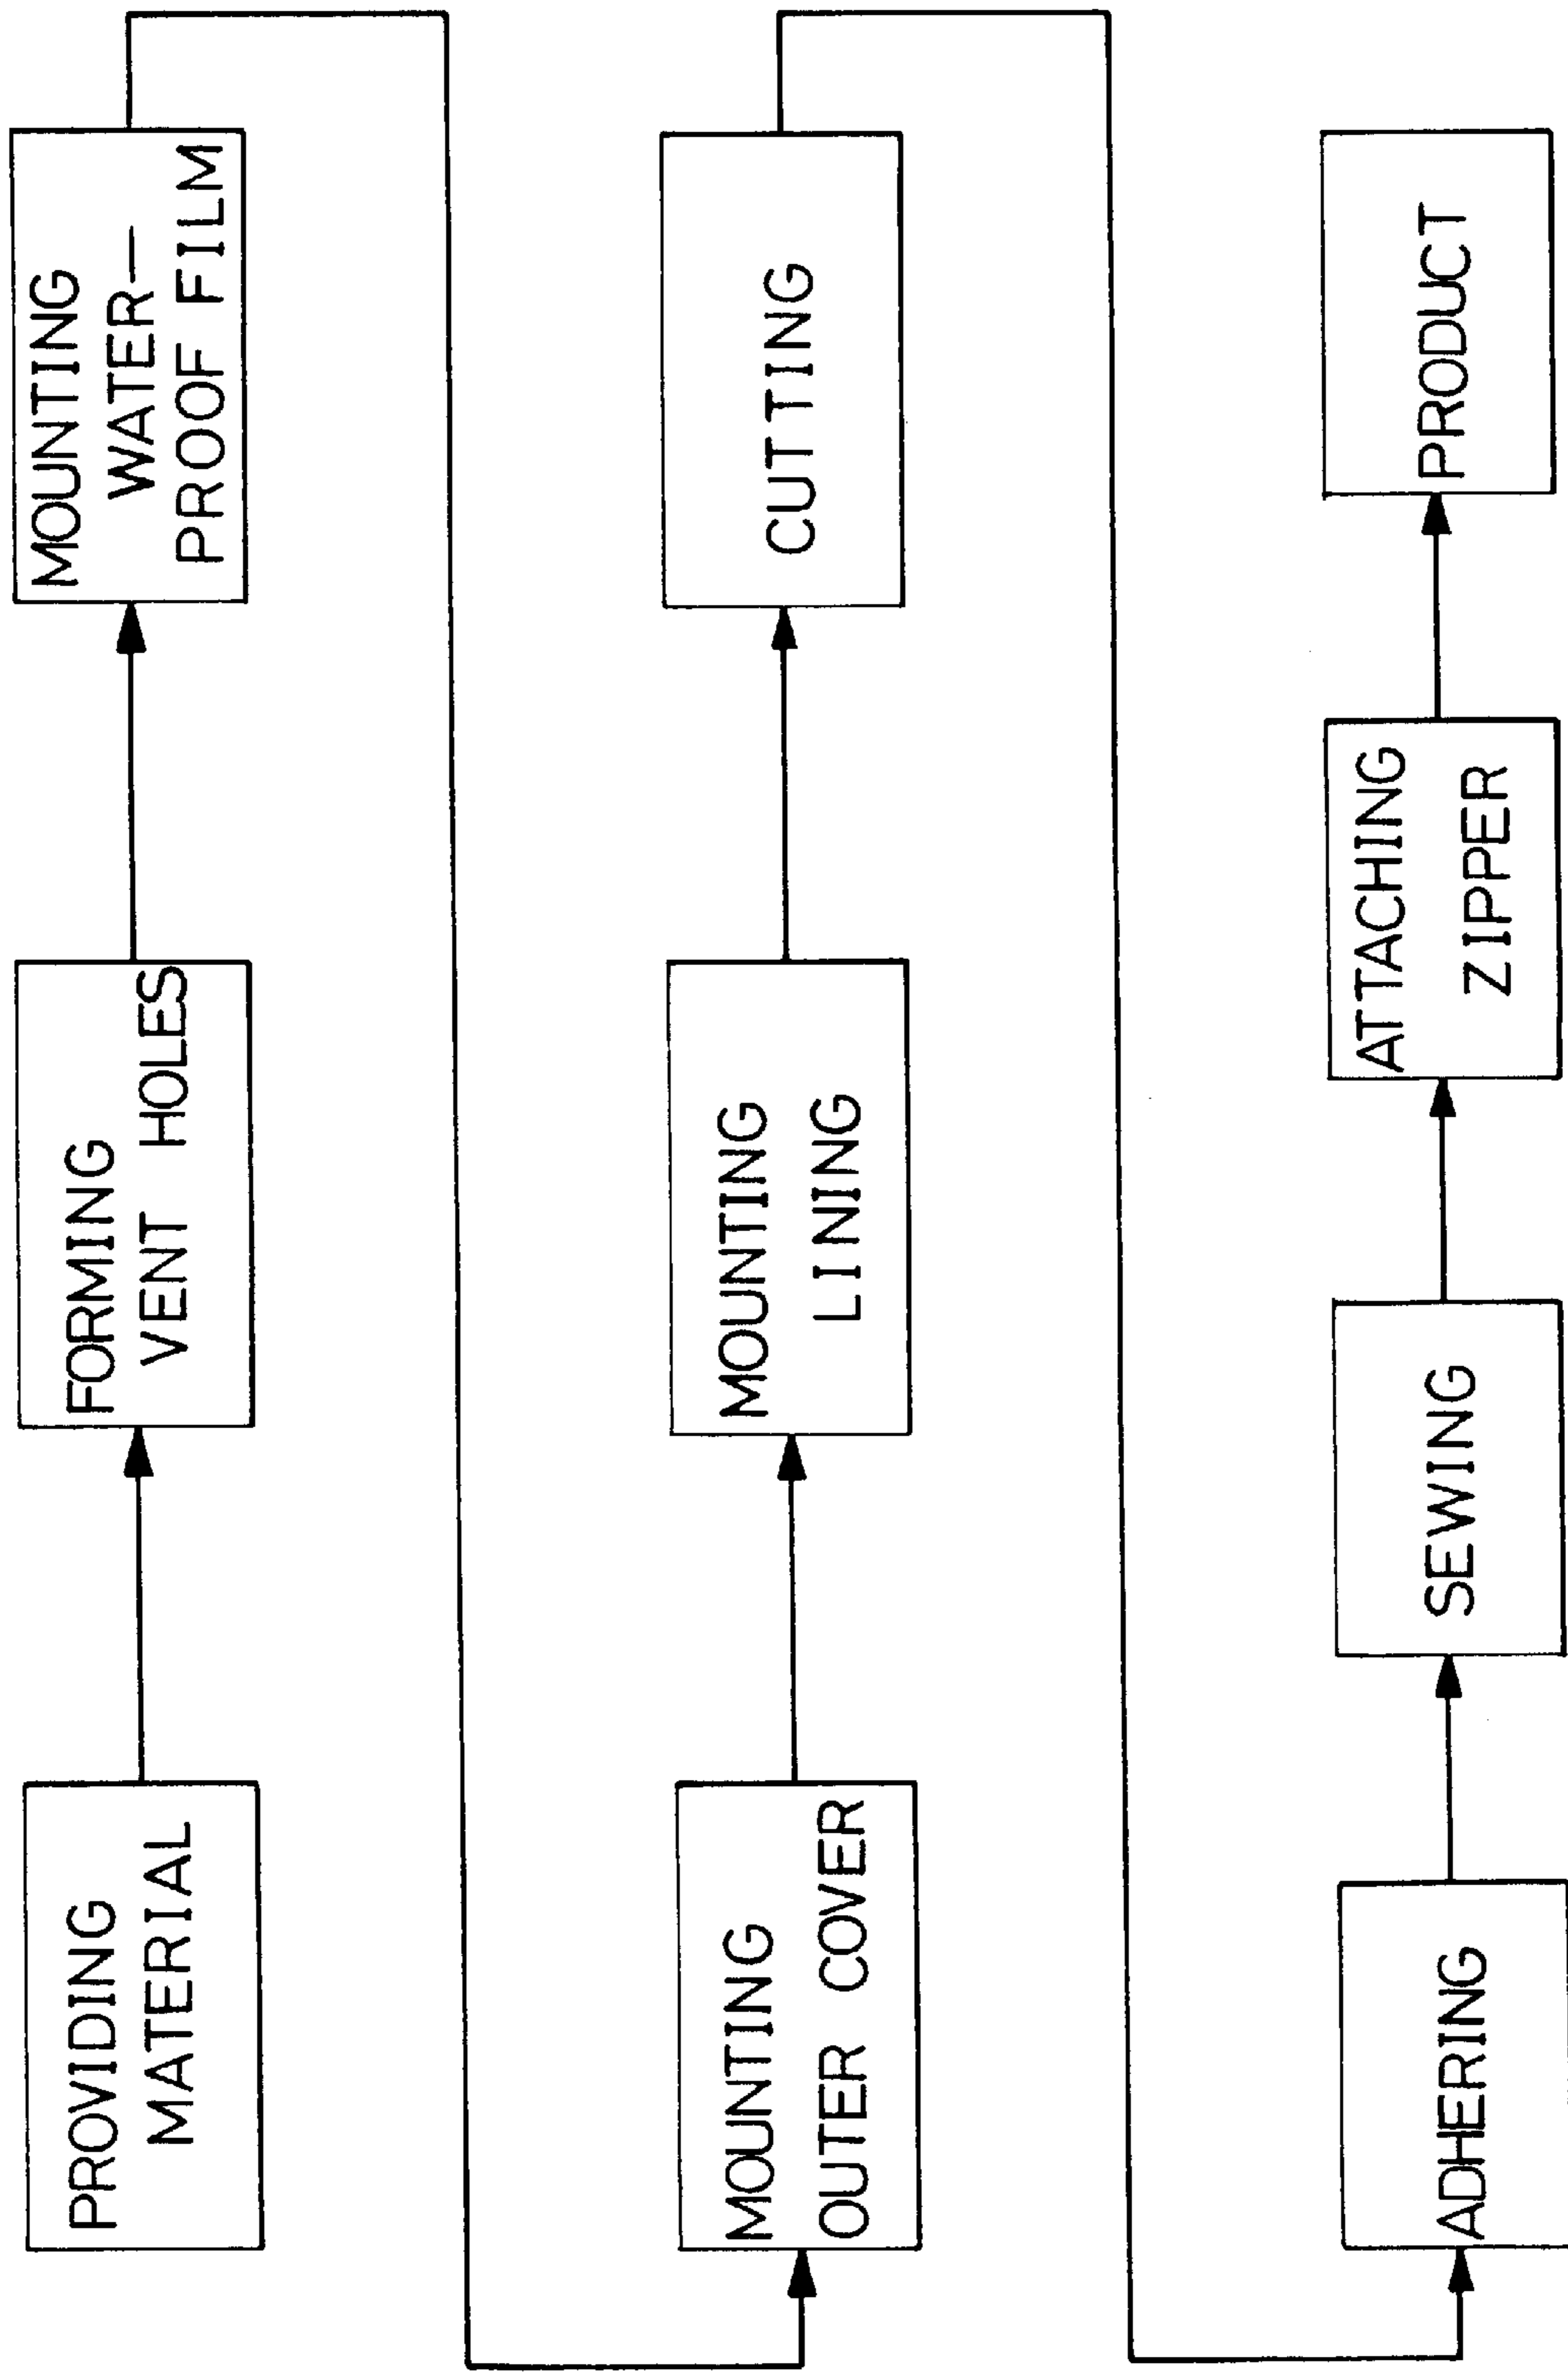 PROVIDING
MATERIAL
FORMING
VENT HOLES
MOUNTING
WATER—
PROOF FILM
MOUNTING
OUTER COVER
MOUNTING
LINING
CUTTING
ADHERING
SEWING
ATTACHING
ZIPPER
PRODUCT